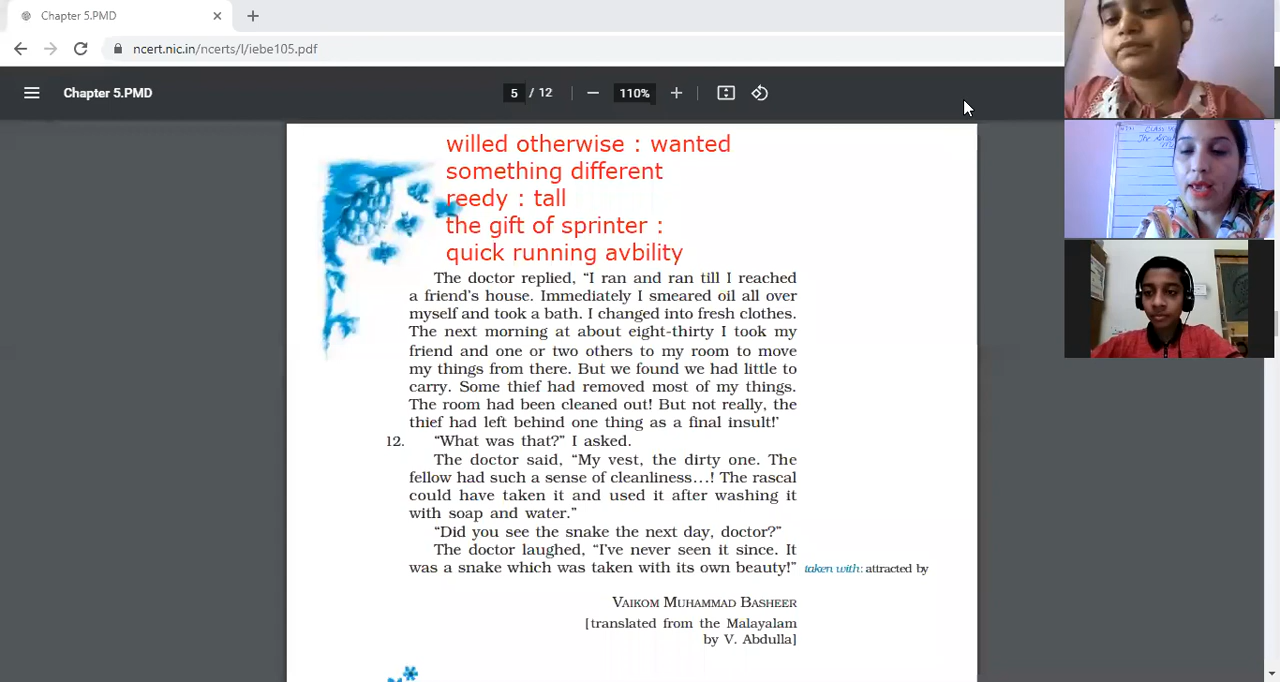 Chapter 5.PMD
ncert.nic.in/ncerts/l/iebe105.pdf
Chapter 5.PMD
5 / 12
110%
willed otherwise : wanted
something different
reedy : tall
the gift of sprinter :
quick running avbility
The doctor replied, “I ran and ran till I reached
a friend’s house. Immediately I smeared oil all over
myself and took a bath. I changed into fresh clothes.
The next morning at about eight-thirty I took my
friend and one or two others to my room to move
my things from there. But we found we had little to
carry. Some thief had removed most of my things.
The room had been cleaned out! But not really, the
thief had left behind one thing as a final insult!’
12. “What was that?” I asked.
The doctor said, “My vest, the dirty one. The
fellow had such a sense of cleanliness...! The rascal
could have taken it and used it after washing it
with soap and water.”
“Did you see the snake the next day, doctor?”
The doctor laughed, “I’ve never seen it since. It
was a snake which was taken with its own beauty!” taken with: attracted by
VAIKOM MUHAMMAD BASHEER
[translated from the Malayalam
by V. Abdulla]